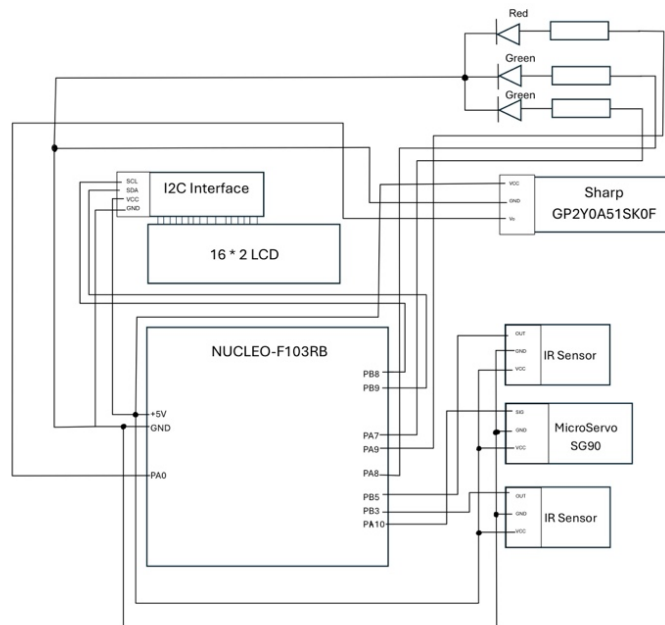 Red
Green
Green
SCL
SDA
VCC
GND
I2C Interface
16 * 2 LCD
VCC
GND
Vo
Sharp
GP2Y0A51SK0F
NUCLEO-F103RB
PB8
PB9
+5V
GND
PA7
PA9
PA0
PA8
PB5
PB3
PA10
OUT
GND
VCC
IR Sensor
SIG
GND
VCC
MicroServo
SG90
OUT
GND
VCC
IR Sensor